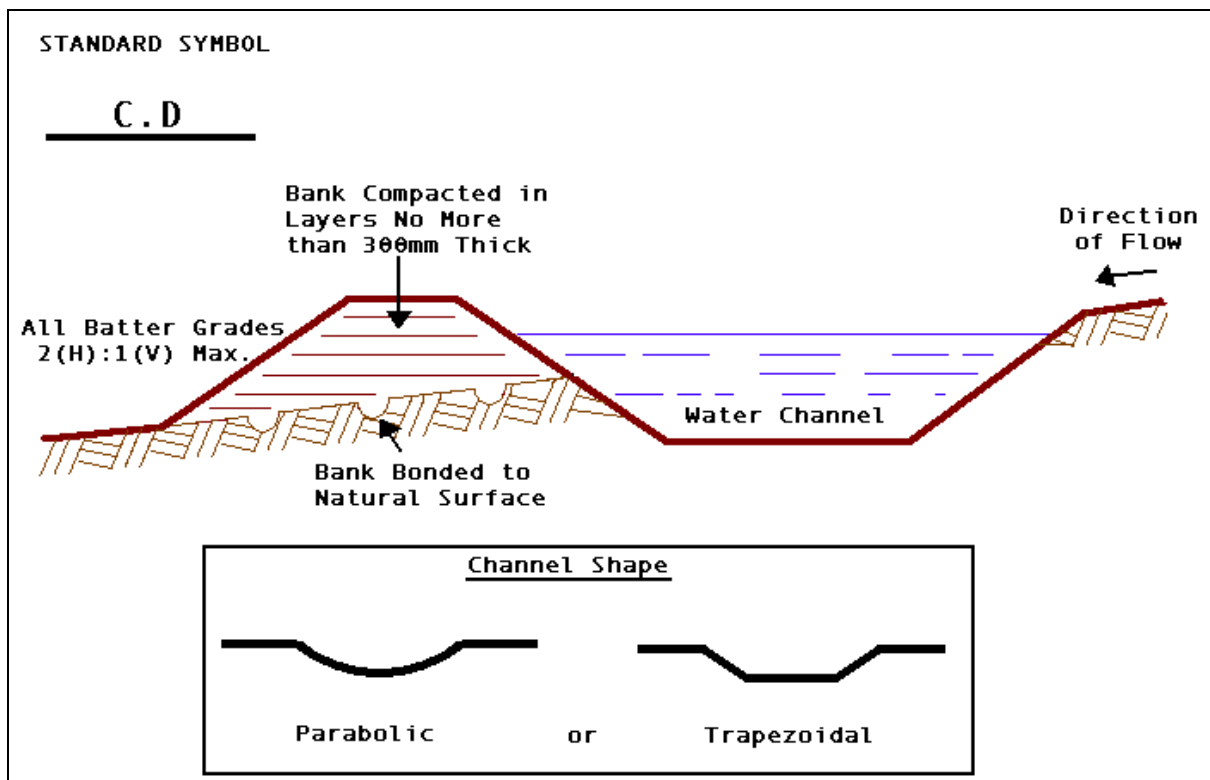 STANDARD SYMBOL
C.D
Bank Compacted in
Layers No More
than 300mm Thick
Direction
of Flow
All Batter Grades
2(H):1(V) Max.
Water Channel
Bank Bonded to
Natural Surface
Channel Shape
Parabolic
or
Trapezoidal